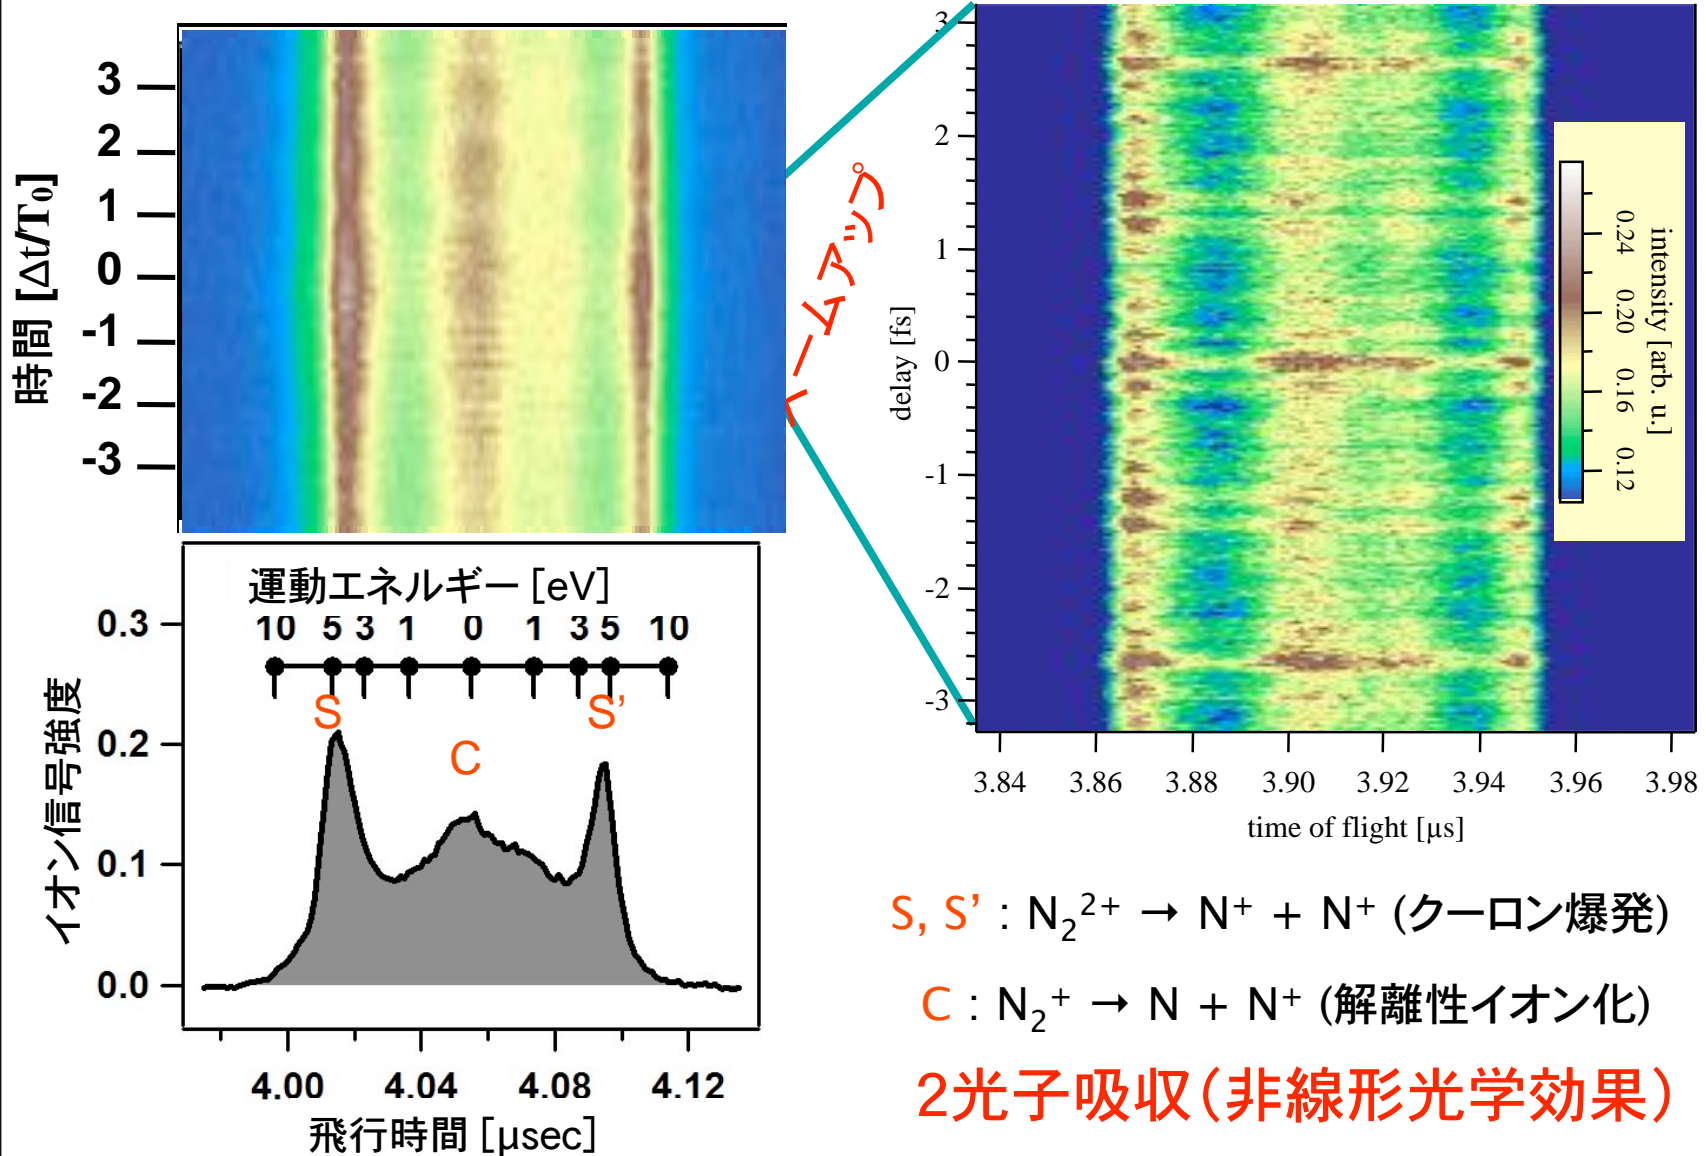 時間 [Δt/T0]
3
2
1
0
-1
-2
-3
ームアップ
delay [fs]
3
2
1
0
-1
-2
-3
intensity [arb. u.]
0.24
0.20
0.16
0.12
3.84 3.86 3.88 3.90 3.92 3.94 3.96 3.98
time of flight [μs]
運動エネルギー [eV]
10 5 3 1 0 1 3 5 10
S
C
S'
イオン信号強度
0.3
0.2
0.1
0.0
4.00 4.04 4.08 4.12
飛行時間 [μsec]
S, S' : N₂²⁺ → N⁺ + N⁺ (クーロン爆発)
C : N₂⁺ → N + N⁺ (解離性イオン化)
2光子吸収(非線形光学効果)